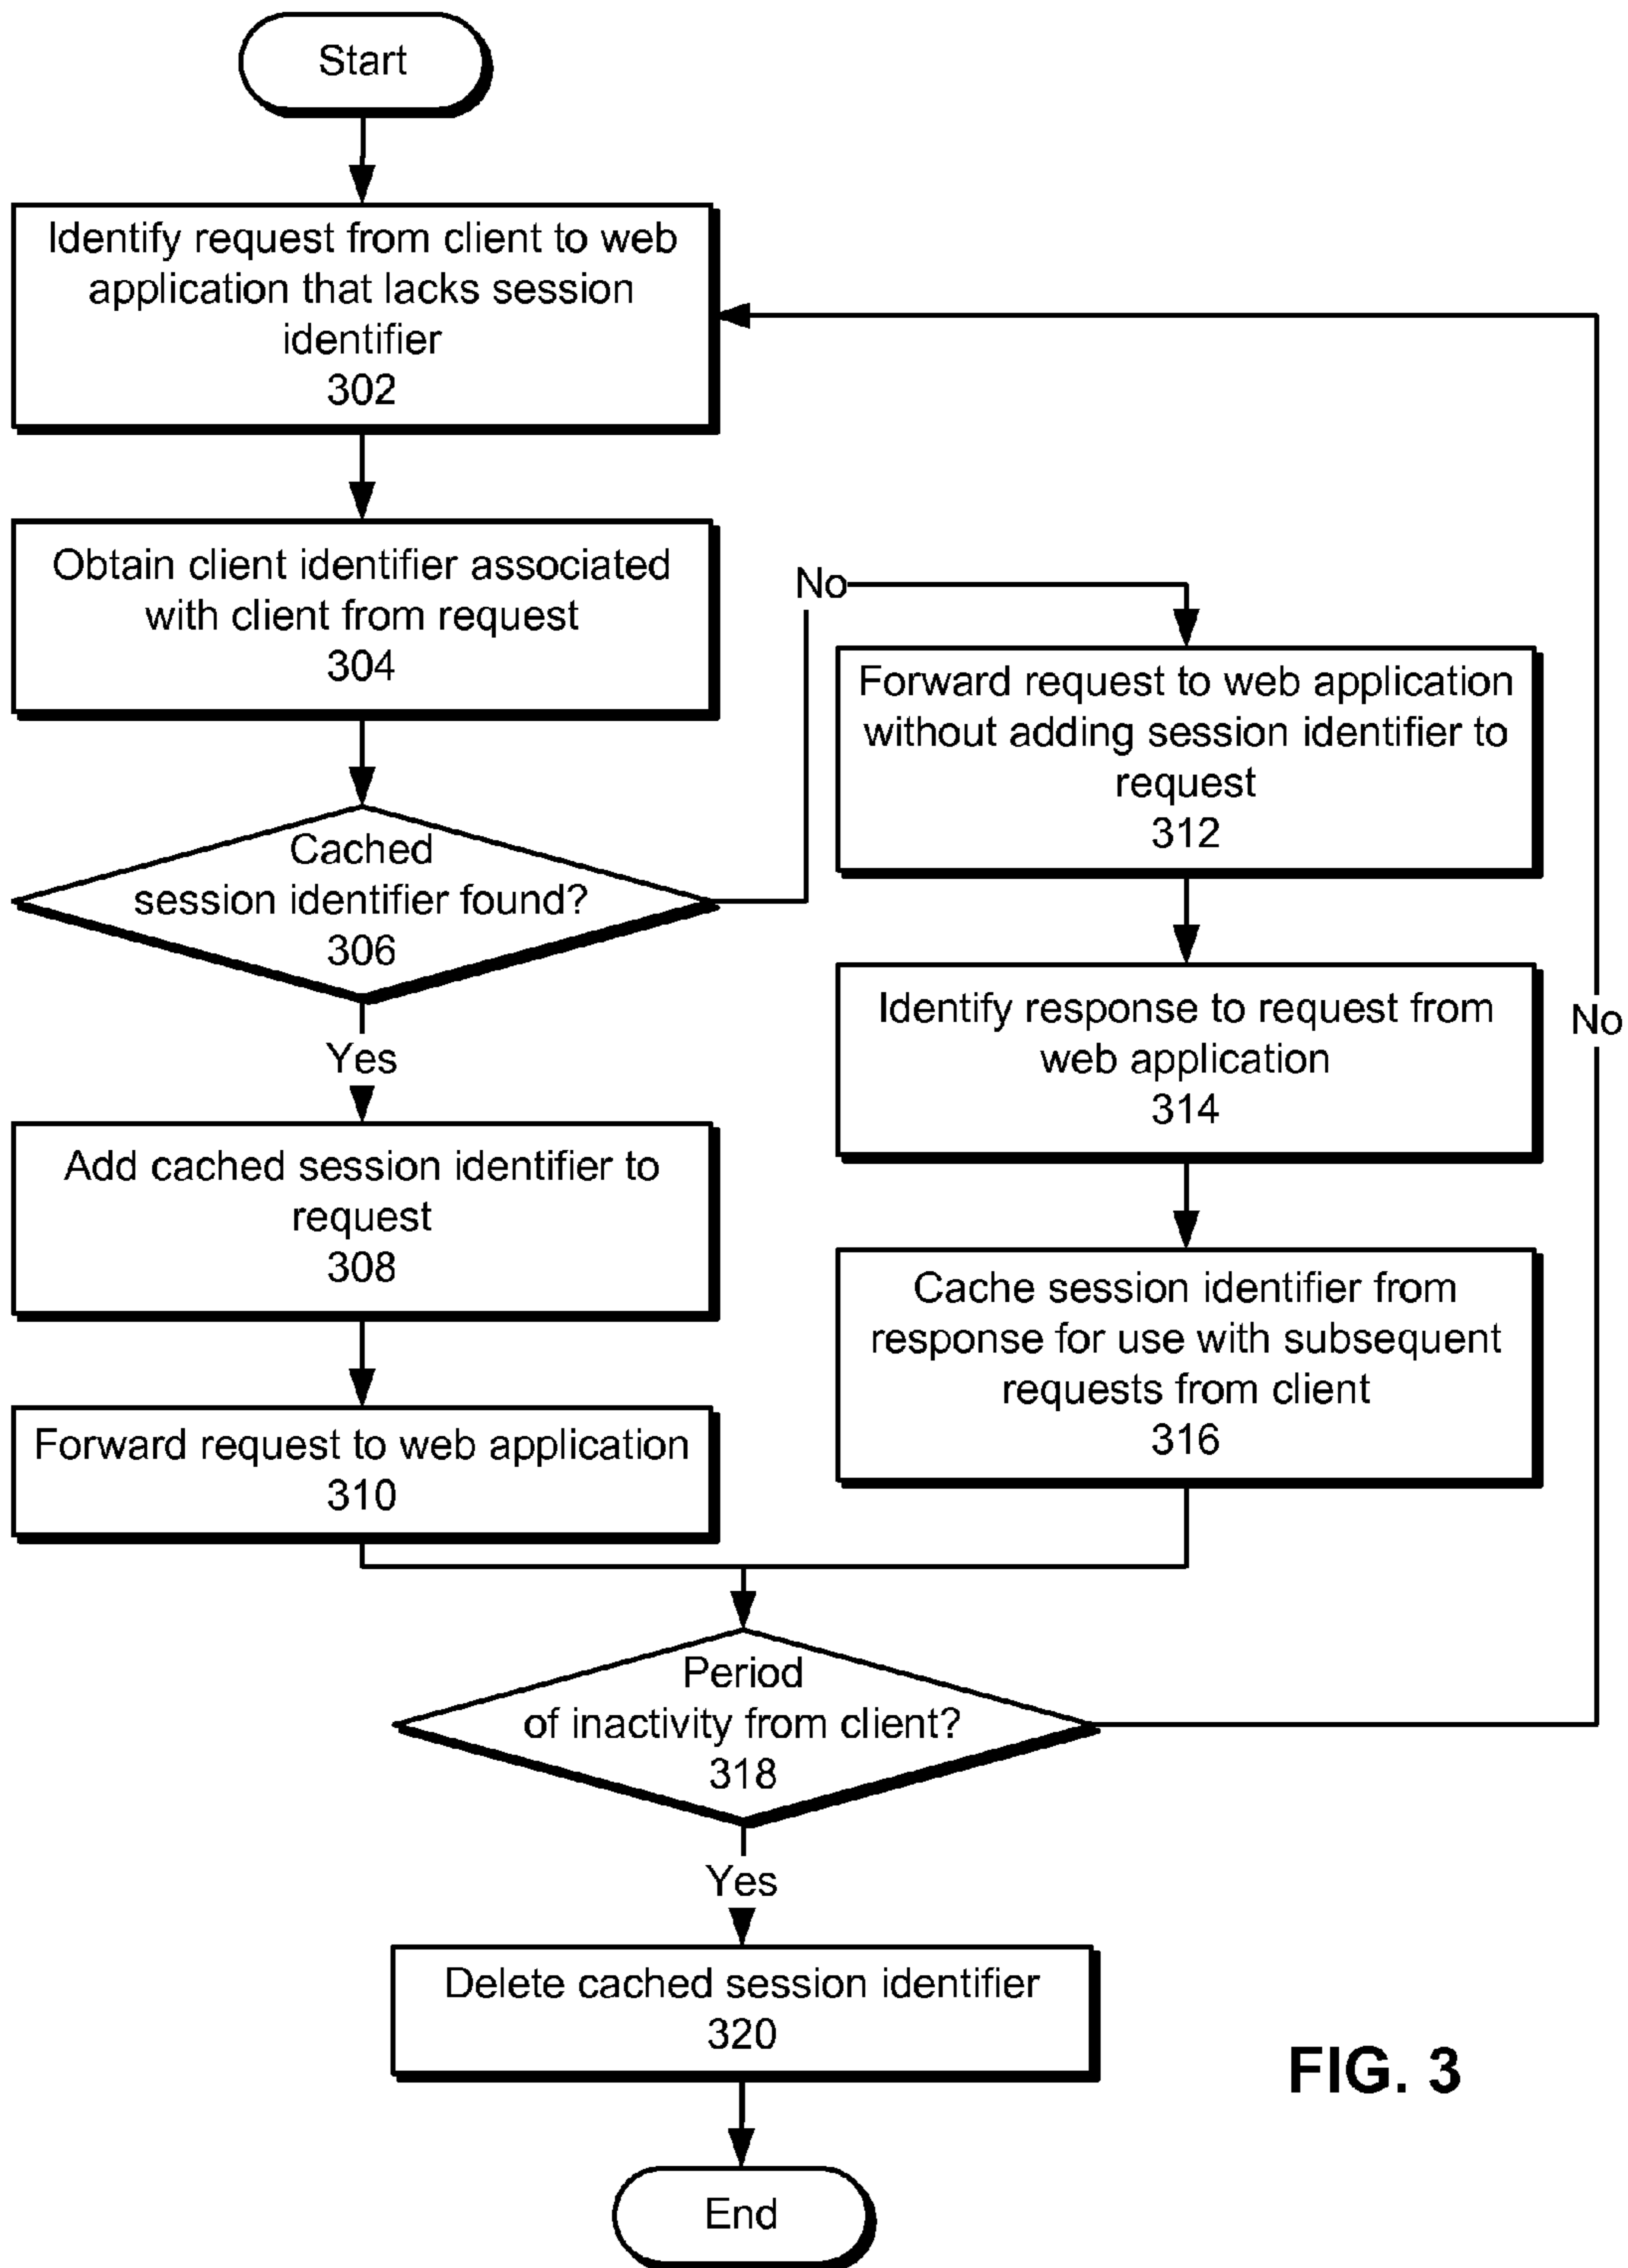 Start
Identify request from client to web
application that lacks session
identifier
302
Obtain client identifier associated
with client from request
304
Cached
session identifier found?
306
No
Yes
Add cached session identifier to
request
308
Forward request to web application
310
Forward request to web application
without adding session identifier to
request
312
Identify response to request from
web application
314
Cache session identifier from
response for use with subsequent
requests from client
316
Period
of inactivity from client?
318
No
Yes
Delete cached session identifier
320
End
FIG. 3